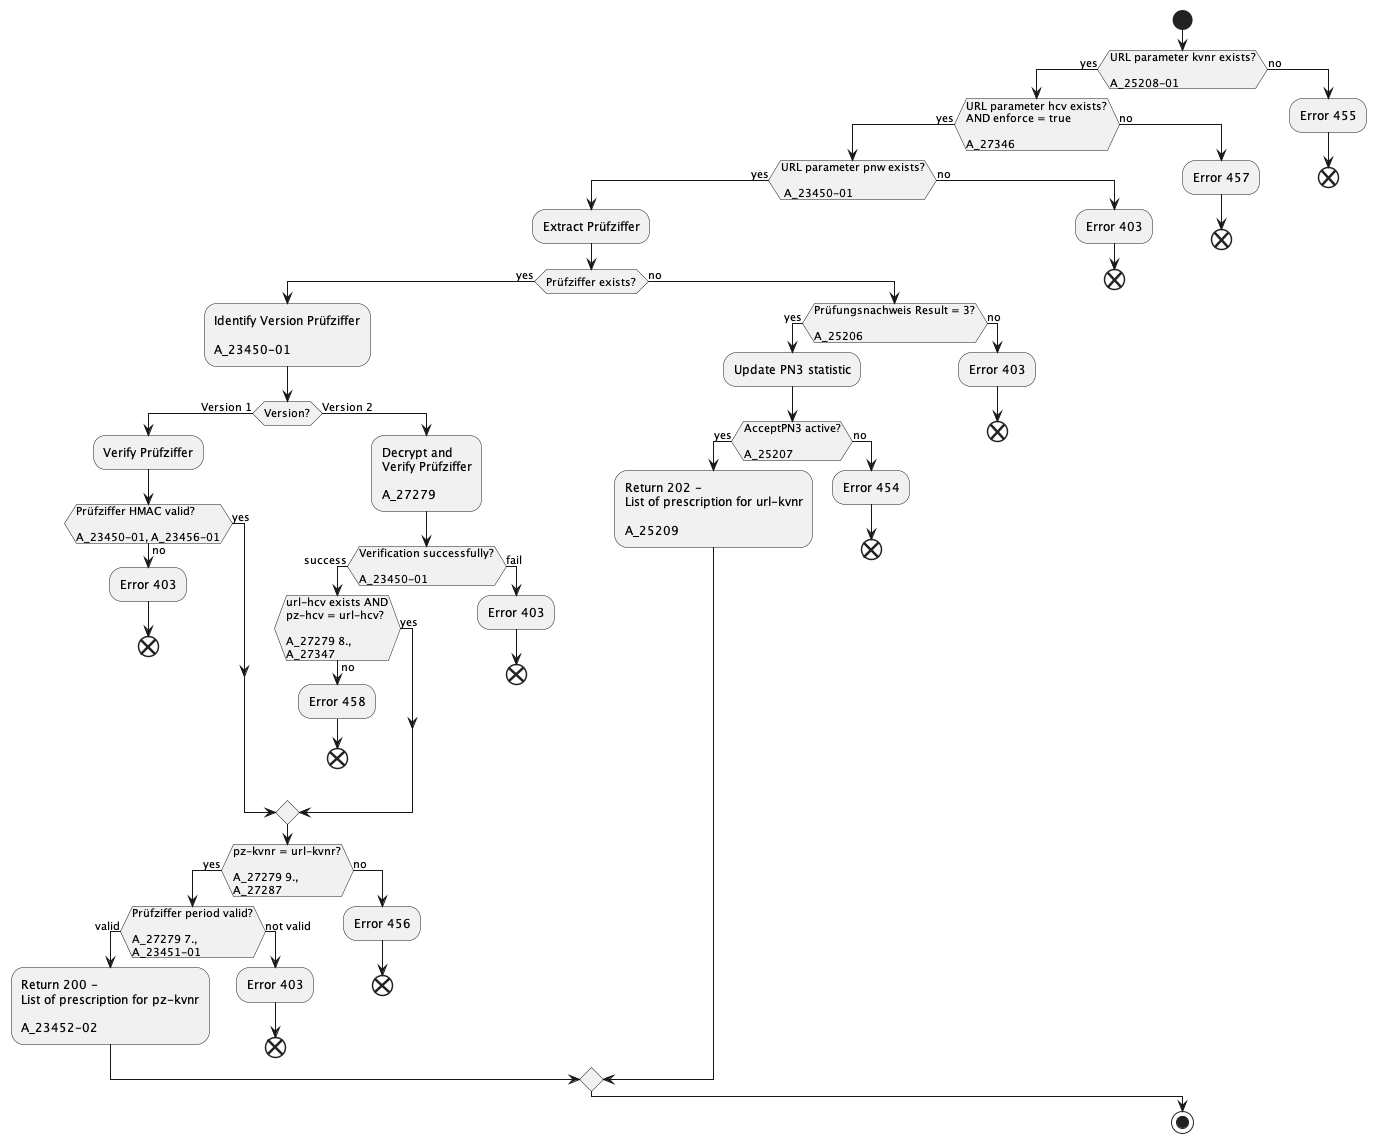 URL parameter kvnr exists?
A_25208-01
yes
no
Error 455
URL parameter hcv exists?
AND enforce = true
A_27346
yes
no
Error 457
URL parameter pnw exists?
A_23450-01
yes
no
Extract Prüfziffer
Error 403
Prüfziffer exists?
yes
no
Identify Version Prüfziffer
A_23450-01
Version?
Version 1
Version 2
Verify Prüfziffer
Prüfziffer HMAC valid?
A_23450-01, A_23456-01
yes
no
Error 403
Decrypt and
Verify Prüfziffer
A_27279
Verification successfully?
A_23450-01
success
fail
url-hcv exists AND
pz-hcv = url-hcv?
A_27279 8.,
A_27347
yes
no
Error 458
Error 403
pz-kvnr = url-kvnr?
A_27279 9.,
A_27287
yes
no
Prüfziffer period valid?
A_27279 7.,
A_23451-01
valid
not valid
Return 200 -
List of prescription for pz-kvnr
A_23452-02
Error 403
Error 456
Prüfungsnachweis Result = 3?
A_25206
yes
no
Update PN3 statistic
AcceptPN3 active?
A_25207
yes
no
Return 202 -
List of prescription for url-kvnr
A_25209
Error 454
Error 403